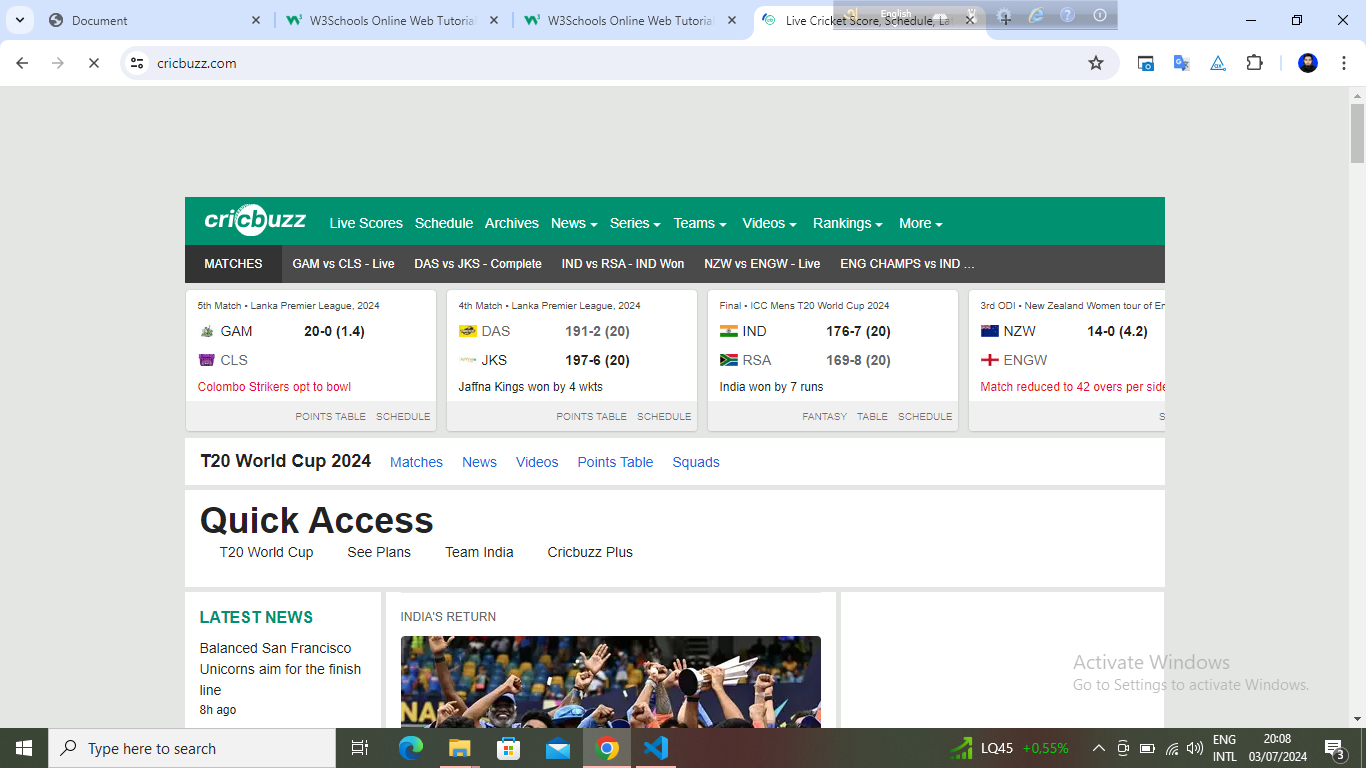 Document
W3Schools Online Web Tutorial
W3Schools Online Web Tutorial
Live Cricket Score, Schedule, La
English
cricbuzz.com
cricbuzz Live Scores Schedule Archives News Series Teams Videos Rankings More
MATCHES GAM vs CLS - Live DAS vs JKS - Complete IND vs RSA - IND Won NZW vs ENGW - Live ENG CHAMPS vs IND ...
5th Match • Lanka Premier League, 2024
GAM 20-0 (1.4)
CLS
Colombo Strikers opt to bowl
POINTS TABLE SCHEDULE
4th Match • Lanka Premier League, 2024
DAS 191-2 (20)
JKS 197-6 (20)
Jaffna Kings won by 4 wkts
POINTS TABLE SCHEDULE
Final • ICC Mens T20 World Cup 2024
IND 176-7 (20)
RSA 169-8 (20)
India won by 7 runs
FANTASY TABLE SCHEDULE
3rd ODI • New Zealand Women tour of En
NZW 14-0 (4.2)
ENGW
Match reduced to 42 overs per side
S
T20 World Cup 2024 Matches News Videos Points Table Squads
Quick Access
T20 World Cup See Plans Team India Cricbuzz Plus
LATEST NEWS
Balanced San Francisco
Unicorns aim for the finish
line
8h ago
INDIA'S RETURN
Activate Windows
Go to Settings to activate Windows.
Type here to search
LQ45 +0,55%
ENG
INTL
20:08
03/07/2024
3